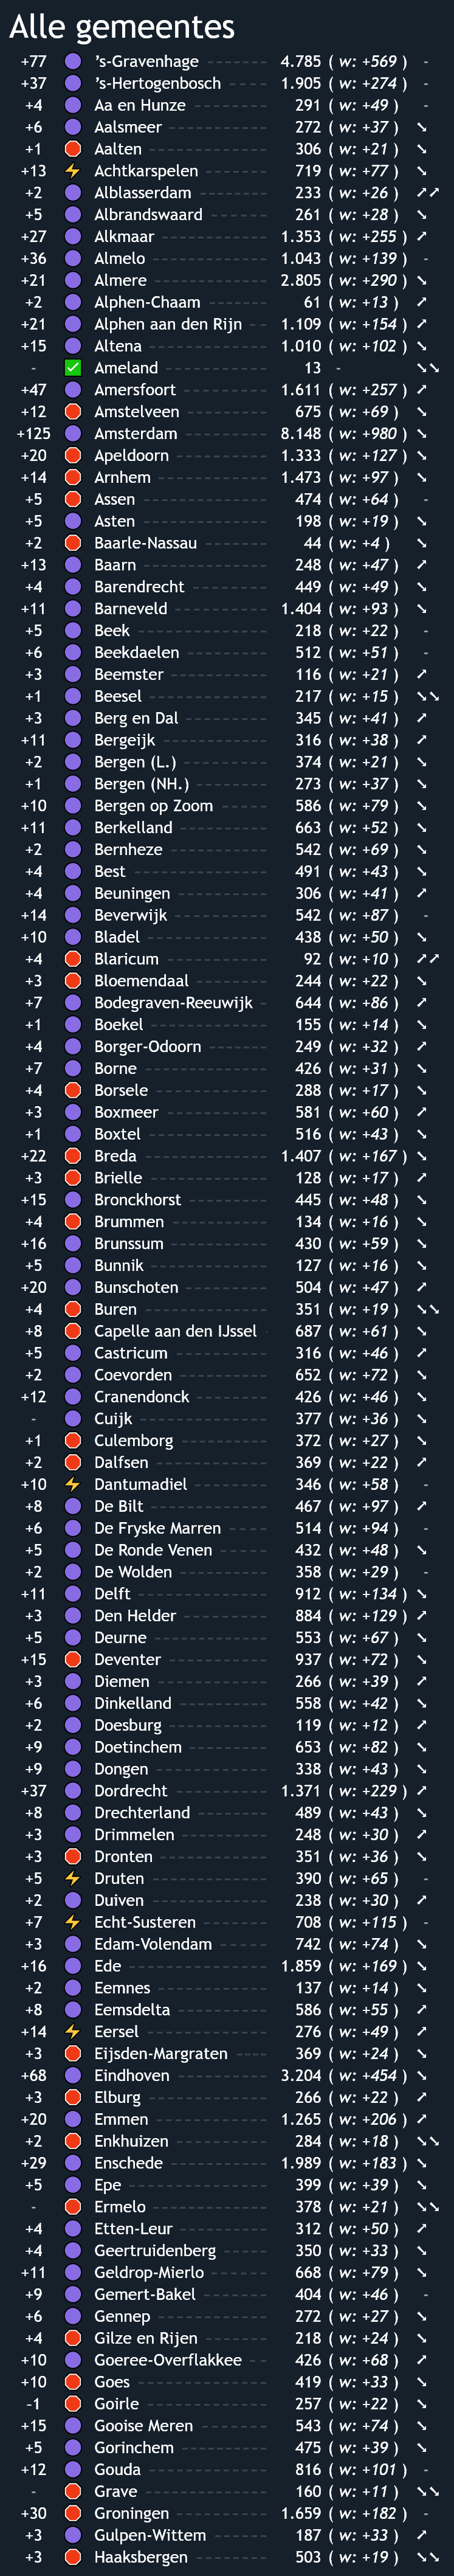 Alle gemeentes
+77 's-Gravenhage 4.785 ( w: +569 ) -
+37 's-Hertogenbosch 1.905 ( w: +274 ) -
+4 Aa en Hunze 291 ( w: +49 ) -
+6 Aalsmeer 272 ( w: +37 ) ↘
+1 Aalten 306 ( w: +21 ) ↘
+13 Achtkarspelen 719 ( w: +77 ) ↘
+2 Alblasserdam 233 ( w: +26 ) ↗↗
+5 Albrandswaard 261 ( w: +28 ) ↘
+27 Alkmaar 1.353 ( w: +255 ) ↗
+36 Almelo 1.043 ( w: +139 ) -
+21 Almere 2.805 ( w: +290 ) ↘
+2 Alphen-Chaam 61 ( w: +13 ) ↗
+21 Alphen aan den Rijn 1.109 ( w: +154 ) ↗
+15 Altena 1.010 ( w: +102 ) ↘
- Ameland 13 - ↘↘
+47 Amersfoort 1.611 ( w: +257 ) ↗
+12 Amstelveen 675 ( w: +69 ) ↘
+125 Amsterdam 8.148 ( w: +980 ) ↘
+20 Apeldoorn 1.333 ( w: +127 ) ↘
+14 Arnhem 1.473 ( w: +97 ) ↘
+5 Assen 474 ( w: +64 ) -
+5 Asten 198 ( w: +19 ) ↘
+2 Baarle-Nassau 44 ( w: +4 ) ↘
+13 Baarn 248 ( w: +47 ) ↗
+4 Barendrecht 449 ( w: +49 ) ↘
+11 Barneveld 1.404 ( w: +93 ) ↘
+5 Beek 218 ( w: +22 ) -
+6 Beekdaelen 512 ( w: +51 ) -
+3 Beemster 116 ( w: +21 ) ↗
+1 Beesel 217 ( w: +15 ) ↘↘
+3 Berg en Dal 345 ( w: +41 ) ↗
+11 Bergeijk 316 ( w: +38 ) ↗
+2 Bergen (L.) 374 ( w: +21 ) ↘
+1 Bergen (NH.) 273 ( w: +37 ) ↘
+10 Bergen op Zoom 586 ( w: +79 ) ↘
+11 Berkelland 663 ( w: +52 ) ↘
+2 Bernheze 542 ( w: +69 ) ↘
+4 Best 491 ( w: +43 ) ↘
+4 Beuningen 306 ( w: +41 ) ↗
+14 Beverwijk 542 ( w: +87 ) -
+10 Bladel 438 ( w: +50 ) ↘
+4 Blaricum 92 ( w: +10 ) ↗↗
+3 Bloemendaal 244 ( w: +22 ) ↘
+7 Bodegraven-Reeuwijk 644 ( w: +86 ) ↗
+1 Boekel 155 ( w: +14 ) ↘
+4 Borger-Odoorn 249 ( w: +32 ) ↗
+7 Borne 426 ( w: +31 ) ↘
+4 Borsele 288 ( w: +17 ) ↘
+3 Boxmeer 581 ( w: +60 ) ↗
+1 Boxtel 516 ( w: +43 ) ↘
+22 Breda 1.407 ( w: +167 ) ↘
+3 Brielle 128 ( w: +17 ) ↗
+15 Bronckhorst 445 ( w: +48 ) ↘
+4 Brummen 134 ( w: +16 ) ↘
+16 Brunssum 430 ( w: +59 ) ↘
+5 Bunnik 127 ( w: +16 ) ↘
+20 Bunschoten 504 ( w: +47 ) ↗
+4 Buren 351 ( w: +19 ) ↘↘
+8 Capelle aan den IJssel 687 ( w: +61 ) ↘
+5 Castricum 316 ( w: +46 ) ↗
+2 Coevorden 652 ( w: +72 ) ↘
+12 Cranendonck 426 ( w: +46 ) ↘
- Cuijk 377 ( w: +36 ) ↘
+1 Culemborg 372 ( w: +27 ) ↘
+2 Dalfsen 369 ( w: +22 ) ↗
+10 Dantumadiel 346 ( w: +58 ) -
+8 De Bilt 467 ( w: +97 ) ↗
+6 De Fryske Marren 514 ( w: +94 ) -
+5 De Ronde Venen 432 ( w: +48 ) ↘
+2 De Wolden 358 ( w: +29 ) -
+11 Delft 912 ( w: +134 ) ↘
+3 Den Helder 884 ( w: +129 ) ↗
+5 Deurne 553 ( w: +67 ) ↘
+15 Deventer 937 ( w: +72 ) ↘
+3 Diemen 266 ( w: +39 ) ↗
+6 Dinkelland 558 ( w: +42 ) ↘
+2 Doesburg 119 ( w: +12 ) ↗
+9 Doetinchem 653 ( w: +82 ) ↘
+9 Dongen 338 ( w: +43 ) ↘
+37 Dordrecht 1.371 ( w: +229 ) ↗
+8 Drechterland 489 ( w: +43 ) ↘
+3 Drimmelen 248 ( w: +30 ) ↗
+3 Dronten 351 ( w: +36 ) ↘
+5 Druten 390 ( w: +65 ) -
+2 Duiven 238 ( w: +30 ) ↗
+7 Echt-Susteren 708 ( w: +115 ) -
+3 Edam-Volendam 742 ( w: +74 ) ↘
+16 Ede 1.859 ( w: +169 ) ↘
+2 Eemnes 137 ( w: +14 ) ↘
+8 Eemsdelta 586 ( w: +55 ) ↗
+14 Eersel 276 ( w: +49 ) ↗
+3 Eijsden-Margraten 369 ( w: +24 ) ↘
+68 Eindhoven 3.204 ( w: +454 ) ↘
+3 Elburg 266 ( w: +22 ) ↗
+20 Emmen 1.265 ( w: +206 ) ↗
+2 Enkhuizen 284 ( w: +18 ) ↘↘
+29 Enschede 1.989 ( w: +183 ) ↘
+5 Epe 399 ( w: +39 ) ↘
- Ermelo 378 ( w: +21 ) ↘↘
+4 Etten-Leur 312 ( w: +50 ) ↗
+4 Geertruidenberg 350 ( w: +33 ) ↘
+11 Geldrop-Mierlo 668 ( w: +79 ) ↘
+9 Gemert-Bakel 404 ( w: +46 ) -
+6 Gennep 272 ( w: +27 ) ↘
+4 Gilze en Rijen 218 ( w: +24 ) ↘
+10 Goeree-Overflakkee 426 ( w: +68 ) ↗
+10 Goes 419 ( w: +33 ) ↘
-1 Goirle 257 ( w: +22 ) ↘
+15 Gooise Meren 543 ( w: +74 ) ↘
+5 Gorinchem 475 ( w: +39 ) ↘
+12 Gouda 816 ( w: +101 ) -
- Grave 160 ( w: +11 ) ↘↘
+30 Groningen 1.659 ( w: +182 ) -
+3 Gulpen-Wittem 187 ( w: +33 ) ↗
+3 Haaksbergen 503 ( w: +19 ) ↘↘